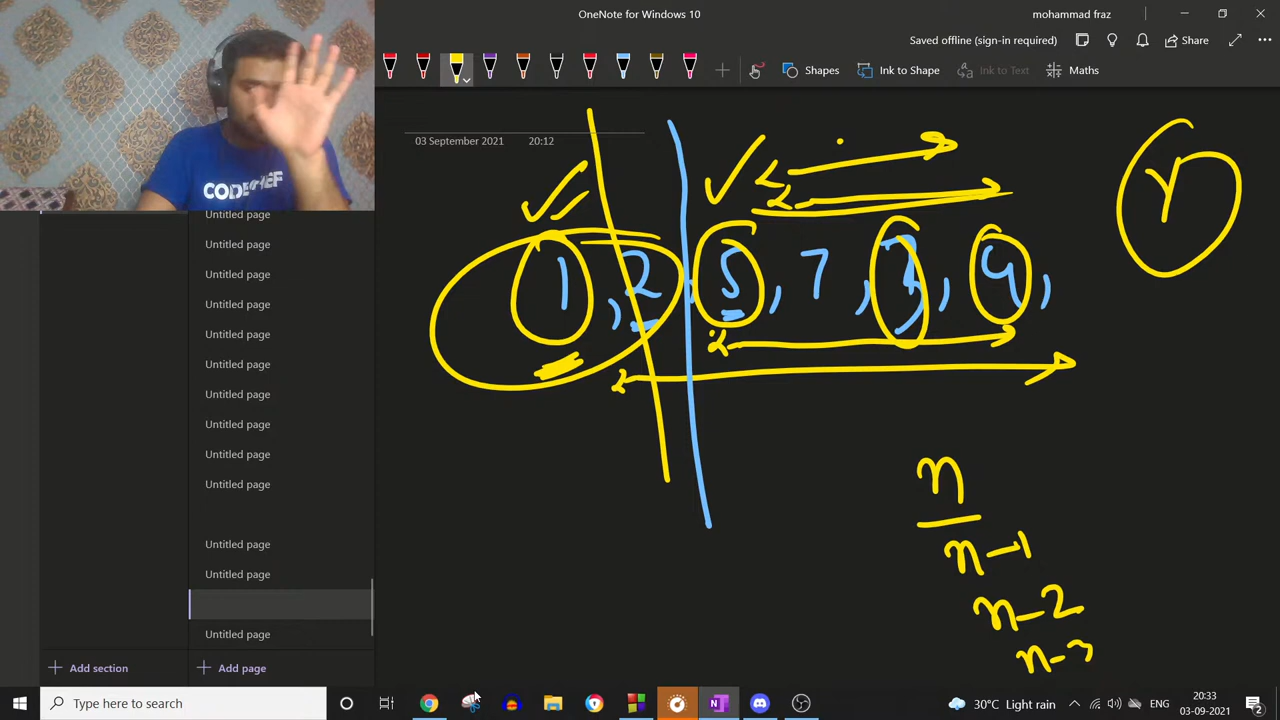 OneNote for Windows 10
mohammad fraz
Saved offline (sign-in required)
Share
Shapes
Ink to Shape
Ink to Text
Maths
03 September 2021 20:12
CODECHEF
Untitled page
Untitled page
Untitled page
Untitled page
Untitled page
Untitled page
Untitled page
Untitled page
Untitled page
Untitled page
Untitled page
Untitled page
1, 2, 5, 7, 9,
n
n-1
n-2
n-3
Add section
Add page
Type here to search
30°C Light rain
ENG
20:33
03-09-2021
2